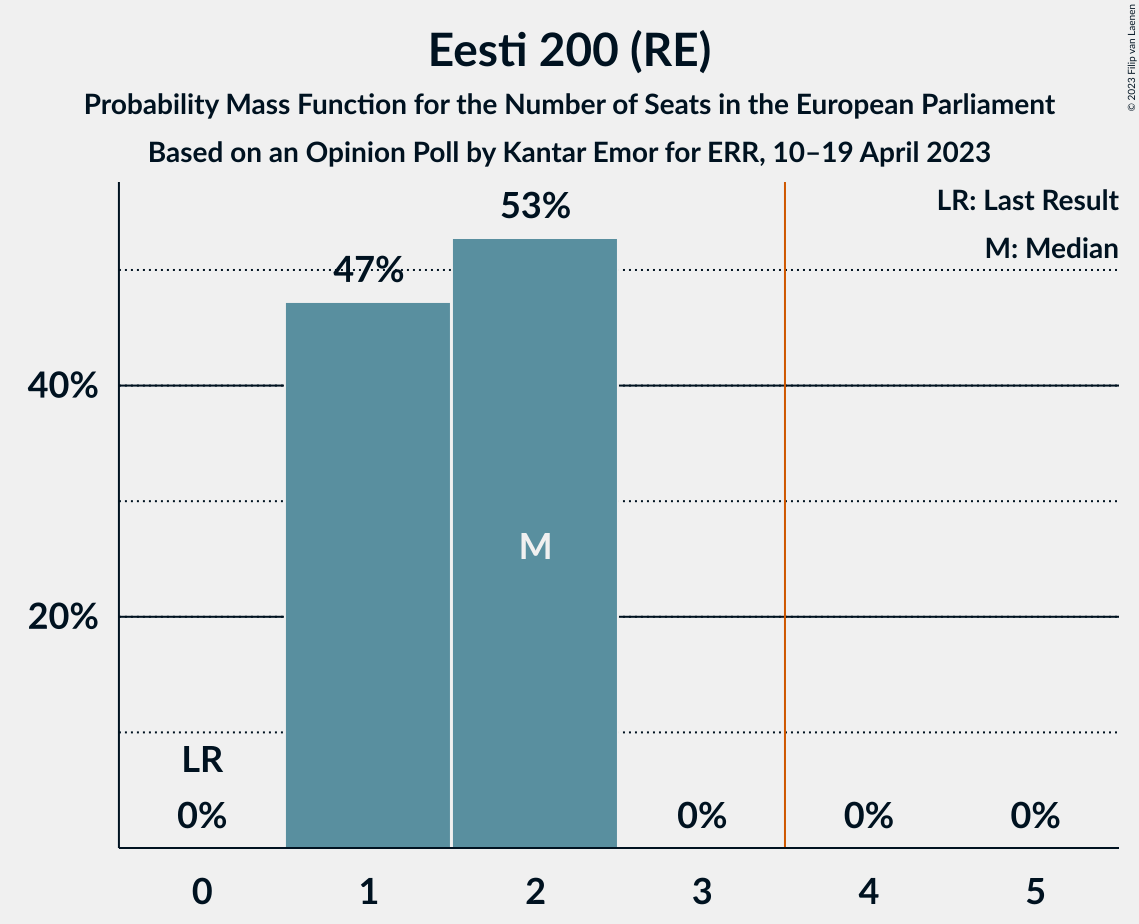 Eesti 200 (RE)
Probability Mass Function for the Number of Seats in the European Parliament
Based on an Opinion Poll by Kantar Emor for ERR, 10–19 April 2023
© 2023 Filip van Laenen
LR: Last Result
M: Median
53%
47%
40%
M
20%
LR
0%
0%
0%
0%
0
1
2
3
4
5